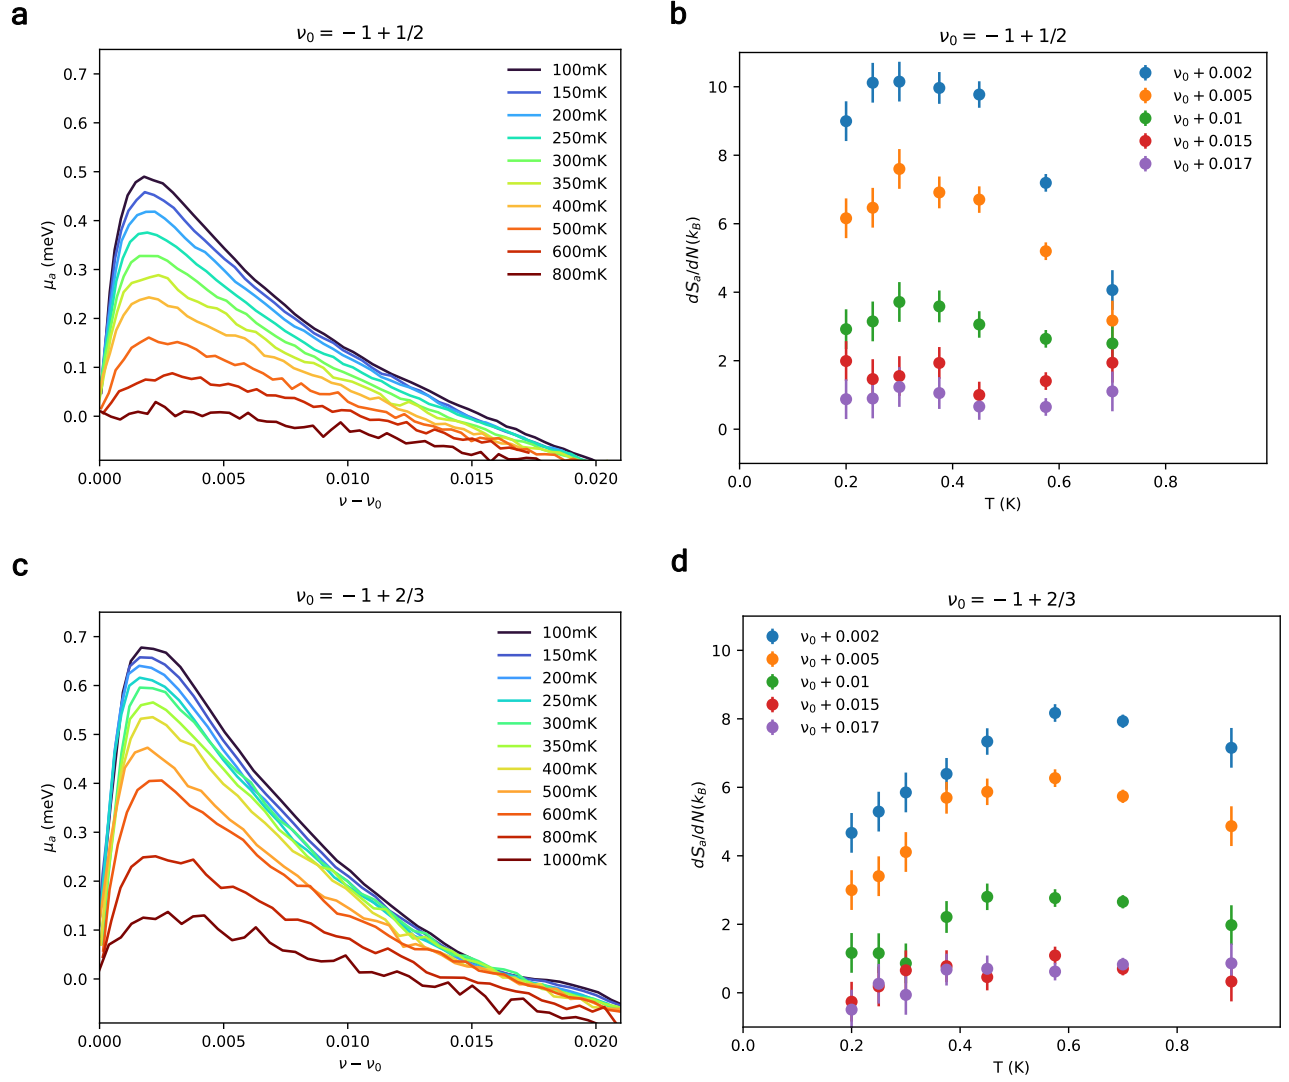 a
ν₀ = −1 + 1/2
0.7
0.6
0.5
0.4
0.3
0.2
0.1
0.0
μₐ (meV)
100mK
150mK
200mK
250mK
300mK
350mK
400mK
500mK
600mK
800mK
0.000
0.005
0.010
0.015
0.020
ν − ν₀
b
ν₀ = −1 + 1/2
10
8
6
4
2
0
dSₐ/dN(k_B)
ν₀ + 0.002
ν₀ + 0.005
ν₀ + 0.01
ν₀ + 0.015
ν₀ + 0.017
0.0
0.2
0.4
0.6
0.8
T (K)
c
ν₀ = −1 + 2/3
0.7
0.6
0.5
0.4
0.3
0.2
0.1
0.0
μₐ (meV)
100mK
150mK
200mK
250mK
300mK
350mK
400mK
500mK
600mK
800mK
1000mK
0.000
0.005
0.010
0.015
0.020
ν − ν₀
d
ν₀ = −1 + 2/3
10
8
6
4
2
0
dSₐ/dN(k_B)
ν₀ + 0.002
ν₀ + 0.005
ν₀ + 0.01
ν₀ + 0.015
ν₀ + 0.017
0.0
0.2
0.4
0.6
0.8
T (K)